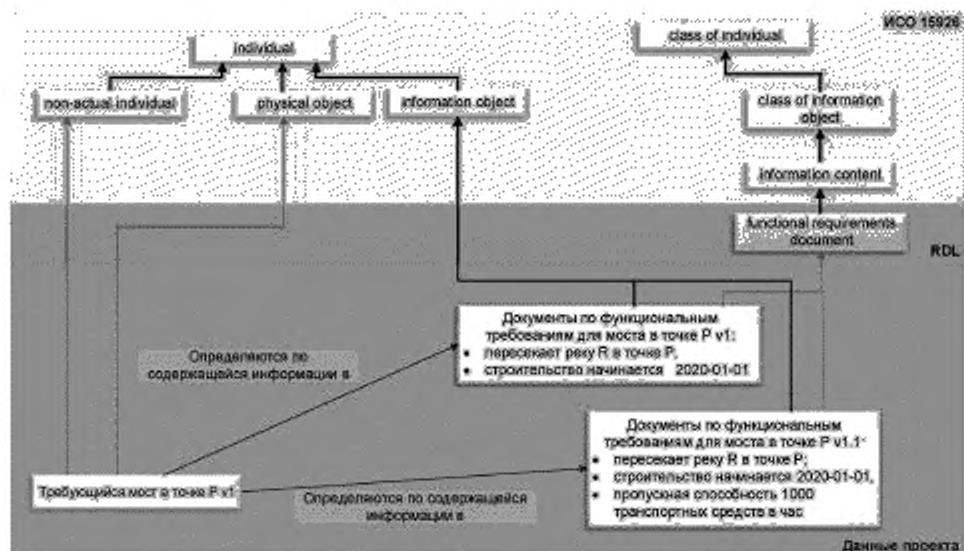 ИСО 15926
individual
class of individual
non-actual individual
physical object
information object
class of information
object
information content
functional requirements
document
RDL
Документы по функциональным
требованиям для моста в точке P v1:
• пересекает реку R в точке P;
• строительство начинается 2020-01-01
Определяются по
содержащейся информации в
Документы по функциональным
требованиям для моста в точке P v1.1:
• пересекает реку R в точке P;
• строительство начинается 2020-01-01,
• пропускная способность 1000
транспортных средств в час
Требующийся мост в точке P v1
Определяются по содержащейся
информации в
Данные проекта